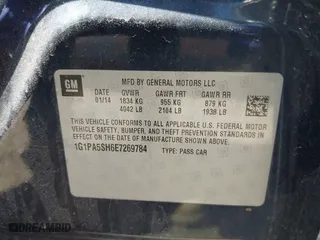 GM
MFD BY GENERAL MOTORS LLC
DATE GVWR GAWR FRT GAWR RR
01/14 1834 KG 955 KG 879 KG
4042 LB 2104 LB 1938 LB
THIS VEHICLE CONFORMS TO ALL APPLICABLE U.S. FEDERAL MOTOR
VEHICLE SAFETY, BUMPER, AND THEFT PREVENTION STANDARDS IN
EFFECT ON THE DATE OF MANUFACTURE SHOWN ABOVE.
1G1PA5SH6E7269784 TYPE: PASS CAR